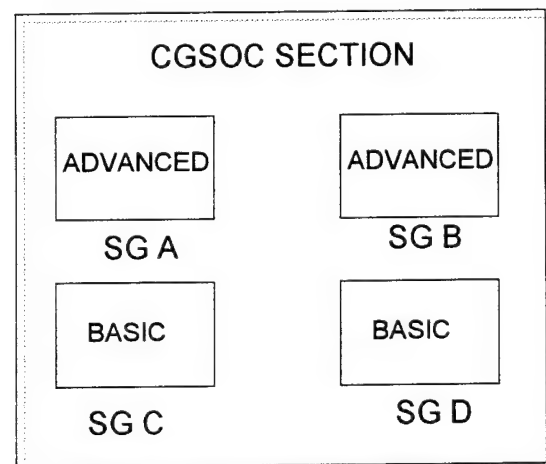 CGSOC SECTION
ADVANCED ADVANCED
SG A SG B
BASIC BASIC
SG C SG D